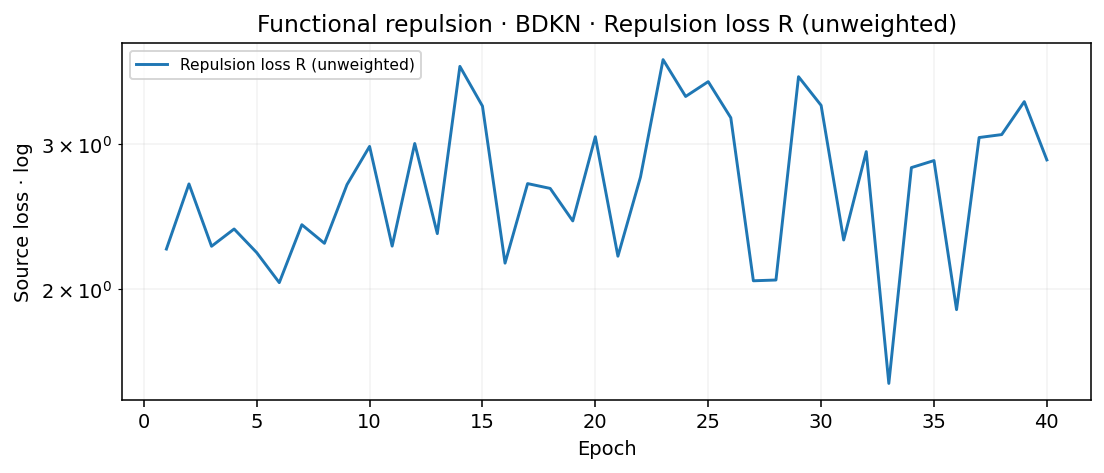 Functional repulsion · BDKN · Repulsion loss R (unweighted)
Repulsion loss R (unweighted)
Source loss · log
3 × 10⁰
2 × 10⁰
0 5 10 15 20 25 30 35 40
Epoch